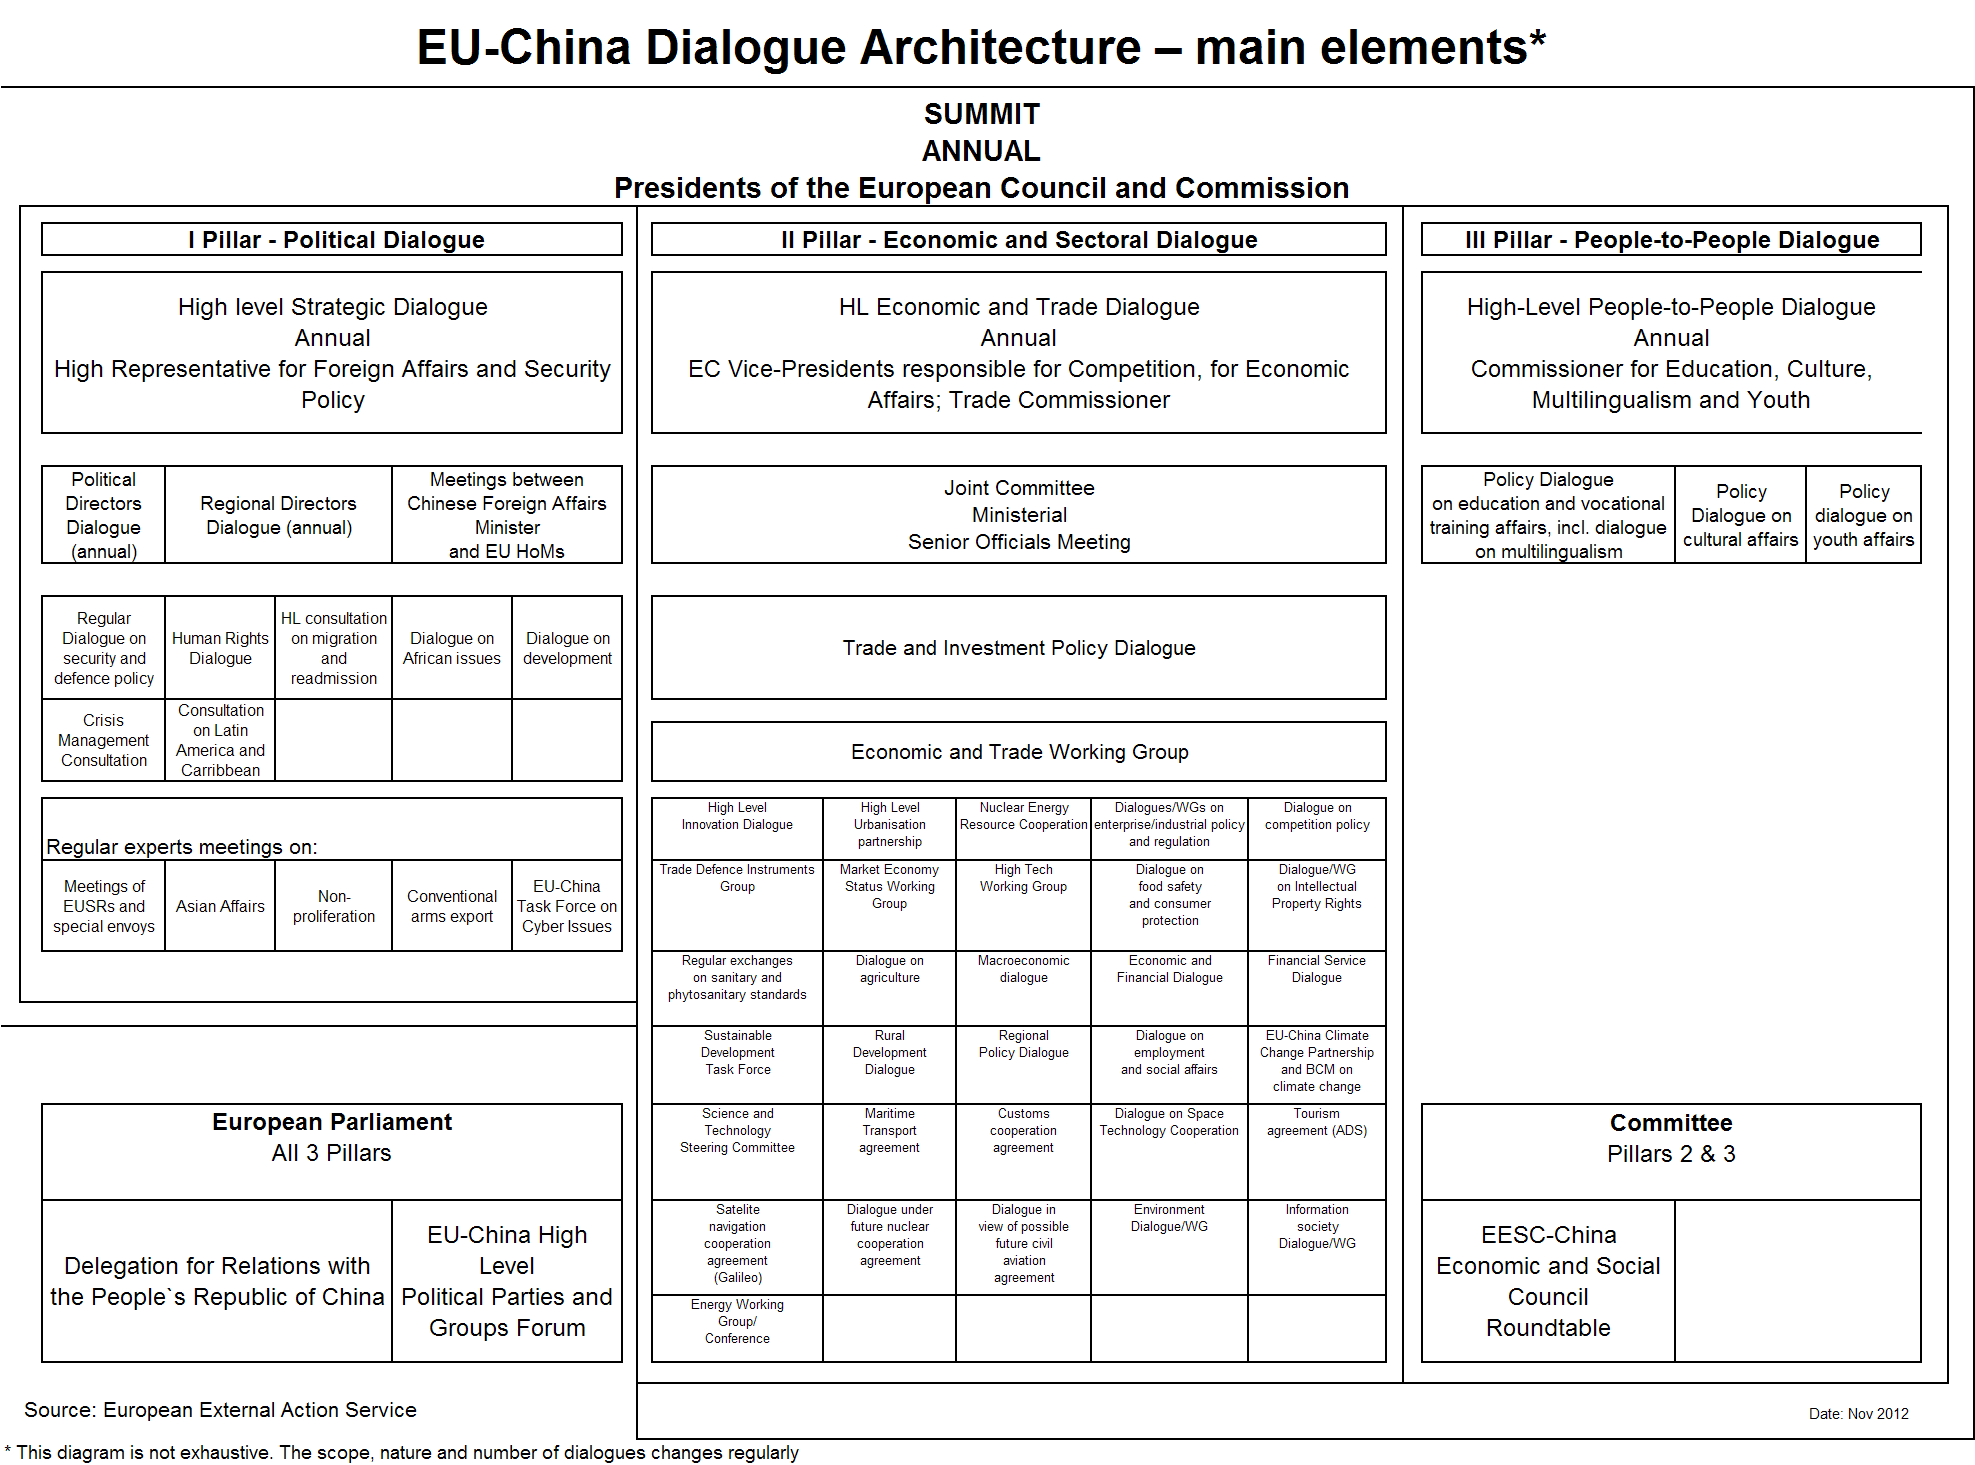 EU-China Dialogue Architecture – main elements*
SUMMIT
ANNUAL
Presidents of the European Council and Commission
I Pillar - Political Dialogue
High level Strategic Dialogue
Annual
High Representative for Foreign Affairs and Security
Policy
Political
Directors
Dialogue
(annual)
Regional Directors
Dialogue (annual)
Meetings between
Chinese Foreign Affairs
Minister
and EU HoMs
Regular
Dialogue on
security and
defence policy
Human Rights
Dialogue
HL consultation
on migration
and
readmission
Dialogue on
African issues
Dialogue on
development
Crisis
Management
Consultation
Consultation
on Latin
America and
Carribbean
Regular experts meetings on:
Meetings of
EUSRs and
special envoys
Asian Affairs
Non-
proliferation
Conventional
arms export
EU-China
Task Force on
Cyber Issues
European Parliament
All 3 Pillars
Delegation for Relations with
the People`s Republic of China
EU-China High
Level
Political Parties and
Groups Forum
II Pillar - Economic and Sectoral Dialogue
HL Economic and Trade Dialogue
Annual
EC Vice-Presidents responsible for Competition, for Economic
Affairs; Trade Commissioner
Joint Committee
Ministerial
Senior Officials Meeting
Trade and Investment Policy Dialogue
Economic and Trade Working Group
High Level
Innovation Dialogue
High Level
Urbanisation
partnership
Nuclear Energy
Resource Cooperation
Dialogues/WGs on
enterprise/industrial policy
and regulation
Dialogue on
competition policy
Trade Defence Instruments
Group
Market Economy
Status Working
Group
High Tech
Working Group
Dialogue on
food safety
and consumer
protection
Dialogue/WG
on Intellectual
Property Rights
Regular exchanges
on sanitary and
phytosanitary standards
Dialogue on
agriculture
Macroeconomic
dialogue
Economic and
Financial Dialogue
Financial Service
Dialogue
Sustainable
Development
Task Force
Rural
Development
Dialogue
Regional
Policy Dialogue
Dialogue on
employment
and social affairs
EU-China Climate
Change Partnership
and BCM on
climate change
Science and
Technology
Steering Committee
Maritime
Transport
agreement
Customs
cooperation
agreement
Dialogue on Space
Technology Cooperation
Tourism
agreement (ADS)
Satelite
navigation
cooperation
agreement
(Galileo)
Dialogue under
future nuclear
cooperation
agreement
Dialogue in
view of possible
future civil
aviation
agreement
Environment
Dialogue/WG
Information
society
Dialogue/WG
Energy Working
Group/
Conference
III Pillar - People-to-People Dialogue
High-Level People-to-People Dialogue
Annual
Commissioner for Education, Culture,
Multilingualism and Youth
Policy Dialogue
on education and vocational
training affairs, incl. dialogue
on multilingualism
Policy
Dialogue on
cultural affairs
Policy
dialogue on
youth affairs
Committee
Pillars 2 & 3
EESC-China
Economic and Social
Council
Roundtable
Source: European External Action Service
Date: Nov 2012
* This diagram is not exhaustive. The scope, nature and number of dialogues changes regularly